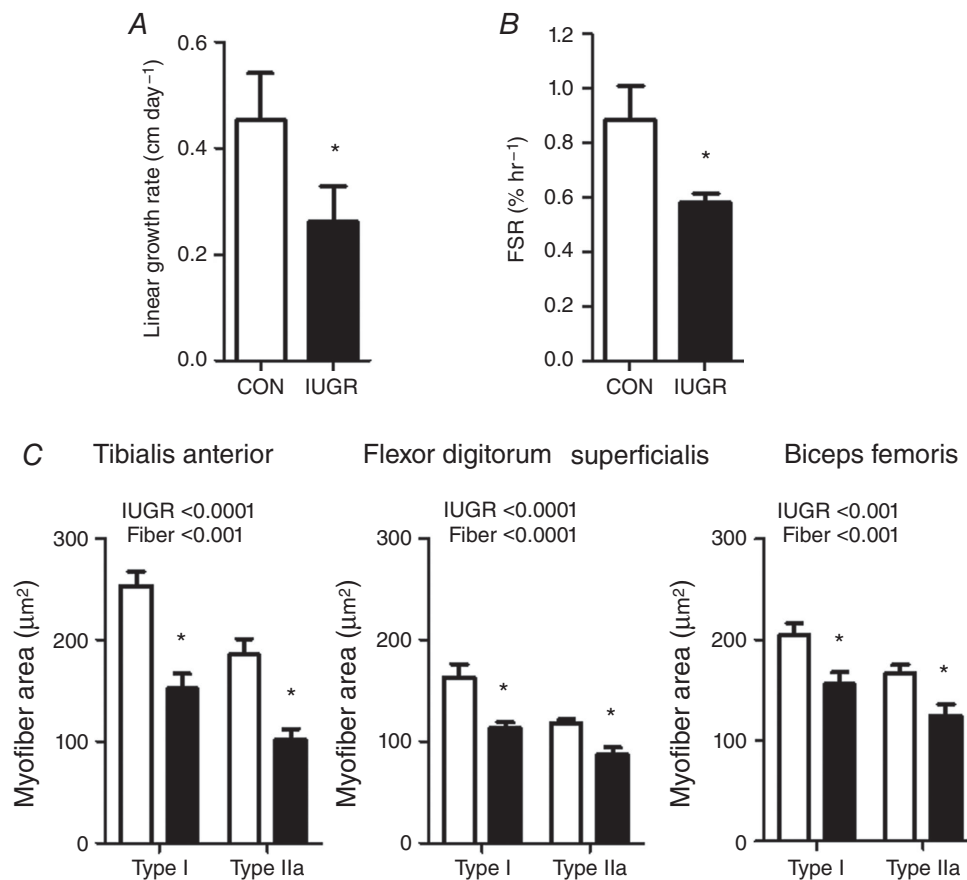 A
Linear growth rate (cm day⁻¹)
0.6
0.4
0.2
0.0
*
CON IUGR
B
FSR (% hr⁻¹)
1.2
1.0
0.8
0.6
0.4
0.2
0.0
*
CON IUGR
C
Tibialis anterior
IUGR <0.0001
Fiber <0.001
Myofiber area (μm²)
300
200
100
0
*
*
Type I Type IIa
Flexor digitorum superficialis
IUGR <0.0001
Fiber <0.0001
Myofiber area (μm²)
300
200
100
0
*
*
Type I Type IIa
Biceps femoris
IUGR <0.001
Fiber <0.001
Myofiber area (μm²)
300
200
100
0
*
*
Type I Type IIa